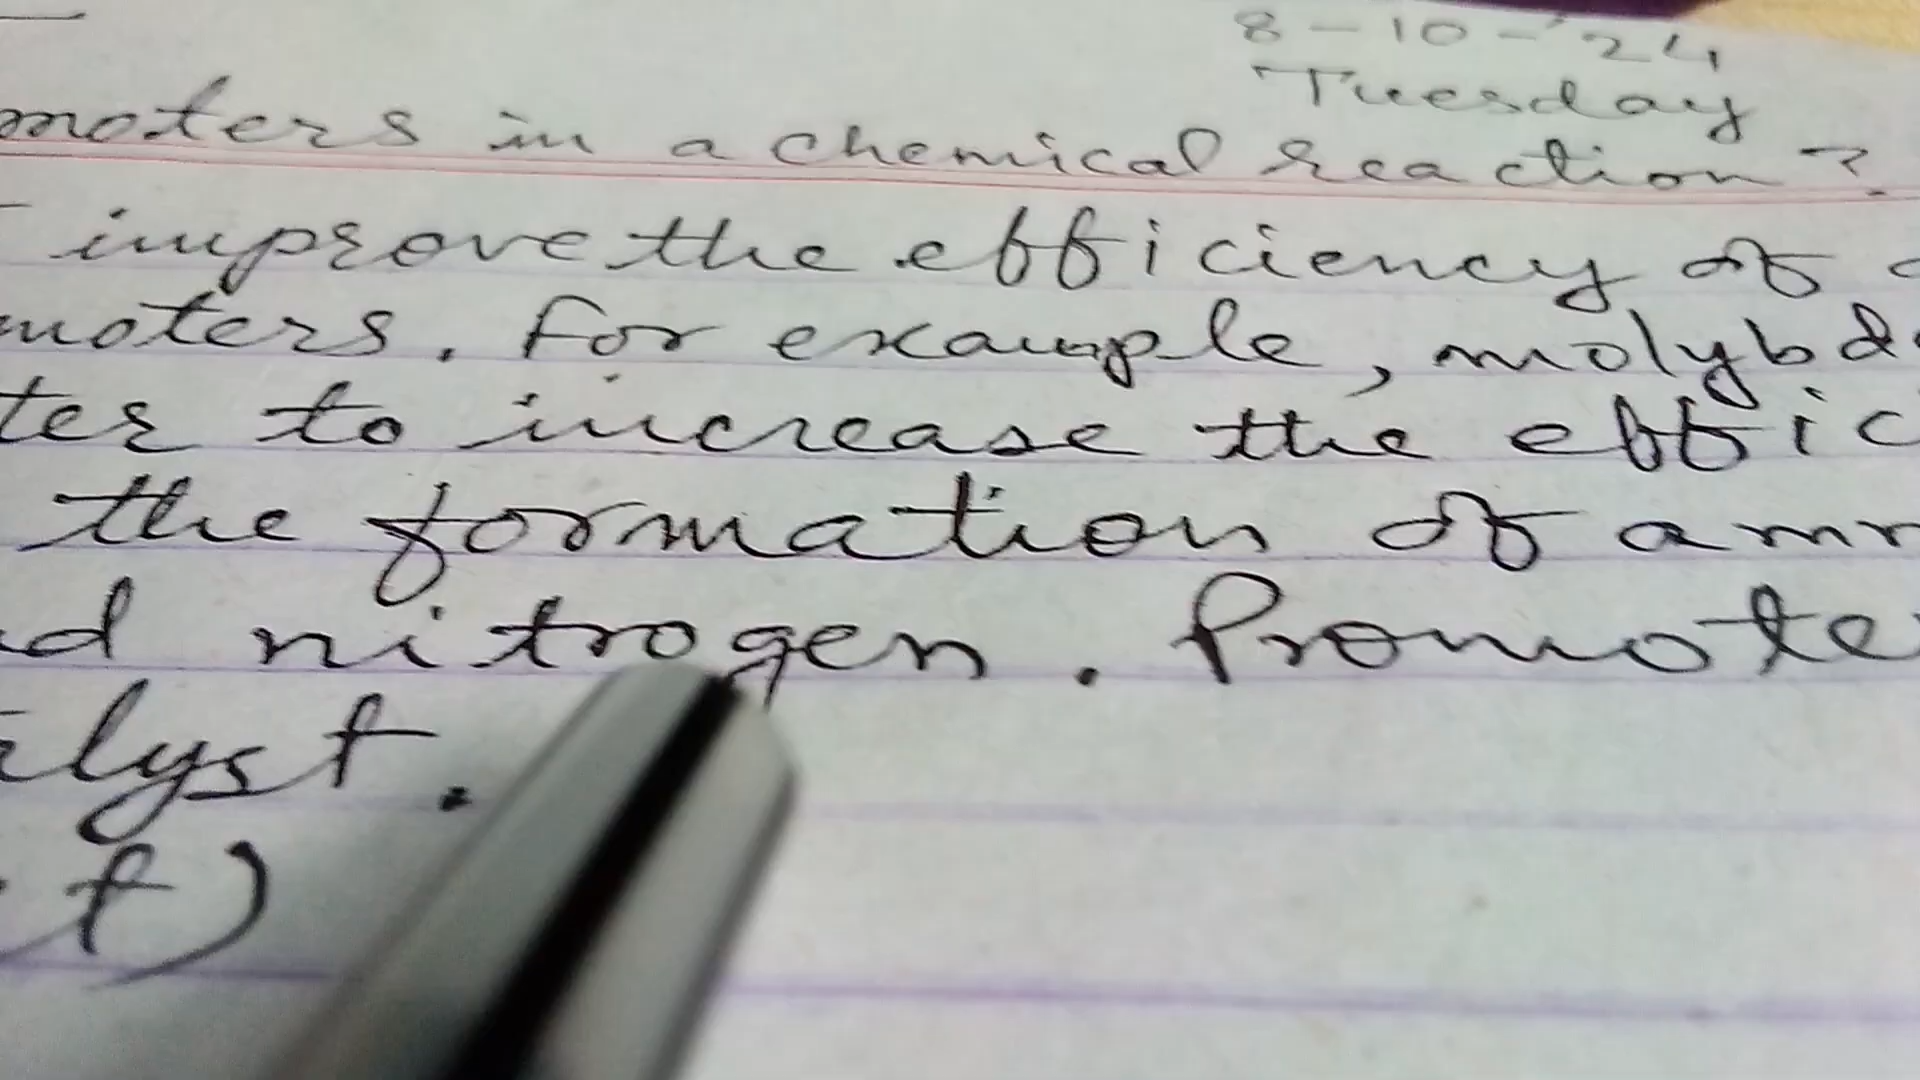 8-10-'24
Tuesday
moters in a chemical reaction?
improve the efficiency of
moters. For example, molybd
ter to increase the effic
the formation of amm
d nitrogen. Promote
lyst.
t)